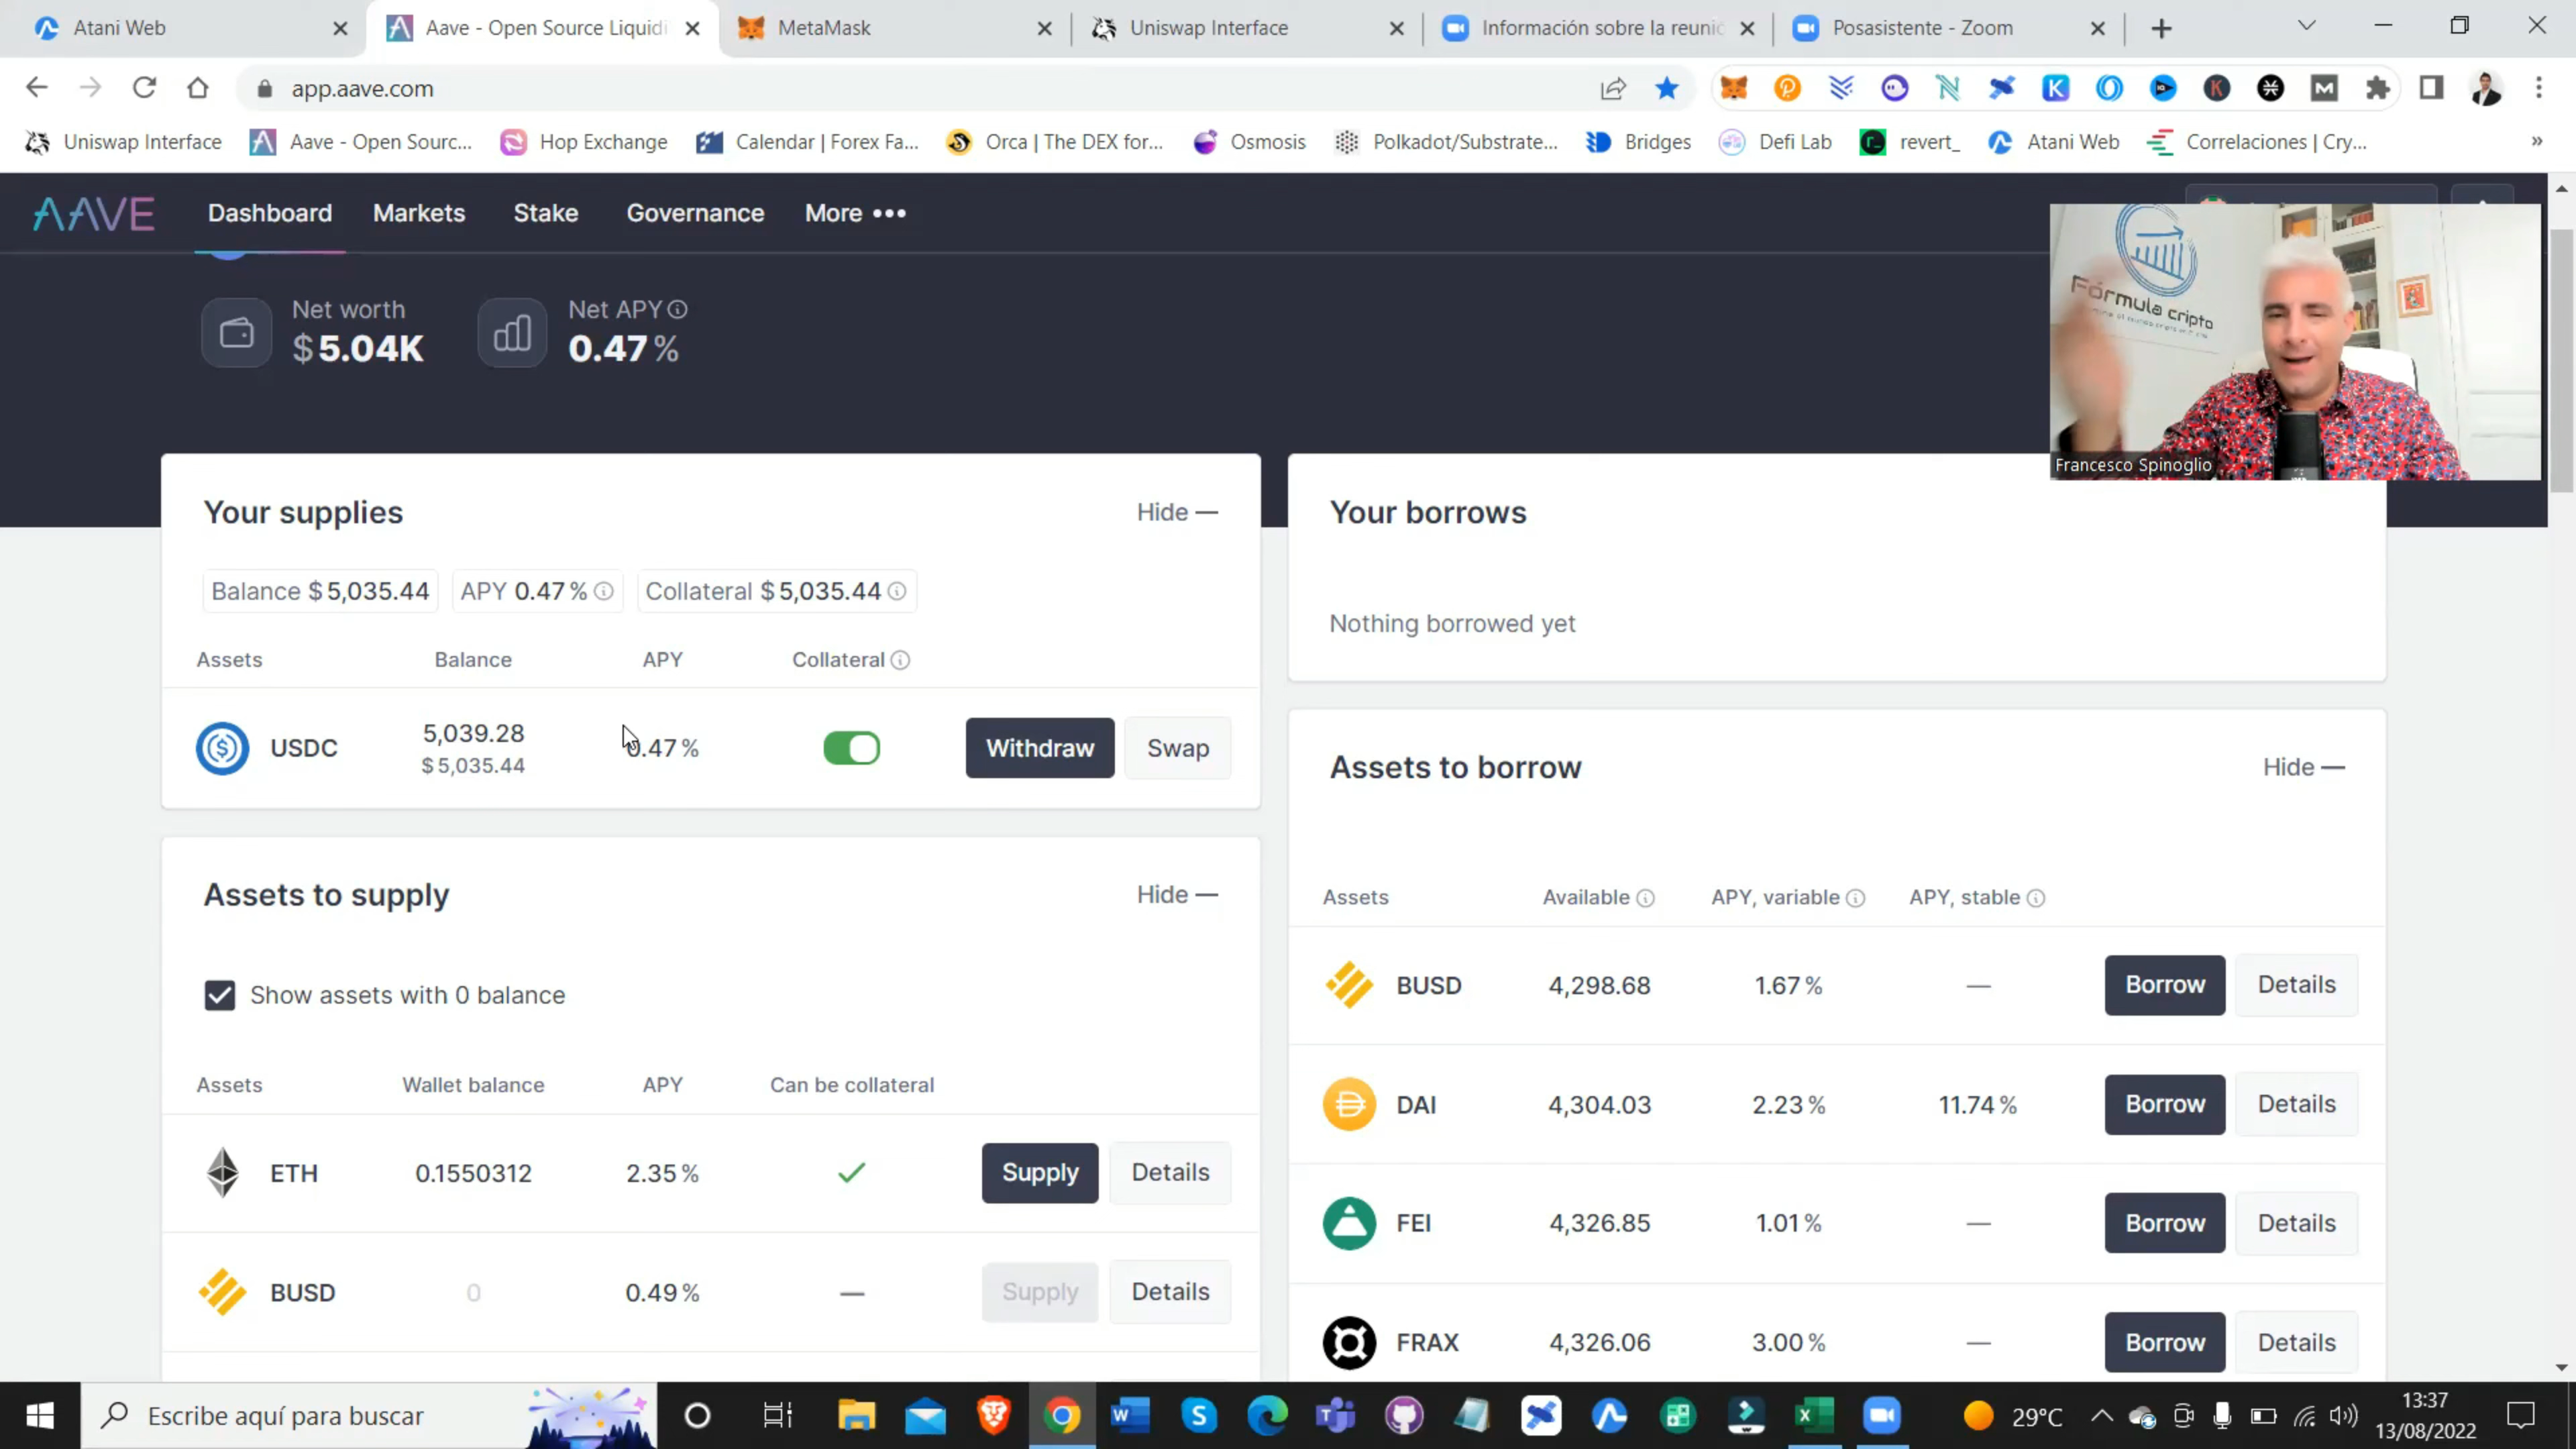 Atani Web
Aave - Open Source Liquidi
MetaMask
Uniswap Interface
Información sobre la reunió
Posasistente - Zoom
app.aave.com
Uniswap Interface
Aave - Open Sourc...
Hop Exchange
Calendar | Forex Fa...
Orca | The DEX for...
Osmosis
Polkadot/Substrate...
Bridges
Defi Lab
revert_
Atani Web
Correlaciones | Cry...
AAVE
Dashboard
Markets
Stake
Governance
More
Net worth
$ 5.04K
Net APY
0.47 %
Fórmula cripto
Francesco Spinoglio
Your supplies
Hide —
Balance $ 5,035.44
APY 0.47 %
Collateral $ 5,035.44
Assets Balance APY Collateral
USDC 5,039.28 0.47 % Withdraw Swap
$ 5,035.44
Assets to supply
Hide —
Show assets with 0 balance
Assets Wallet balance APY Can be collateral
ETH 0.1550312 2.35 % Supply Details
BUSD 0 0.49 % — Supply Details
Your borrows
Nothing borrowed yet
Assets to borrow
Hide —
Assets Available APY, variable APY, stable
BUSD 4,298.68 1.67 % — Borrow Details
DAI 4,304.03 2.23 % 11.74 % Borrow Details
FEI 4,326.85 1.01 % — Borrow Details
FRAX 4,326.06 3.00 % — Borrow Details
Escribe aquí para buscar
29°C
13:37
13/08/2022